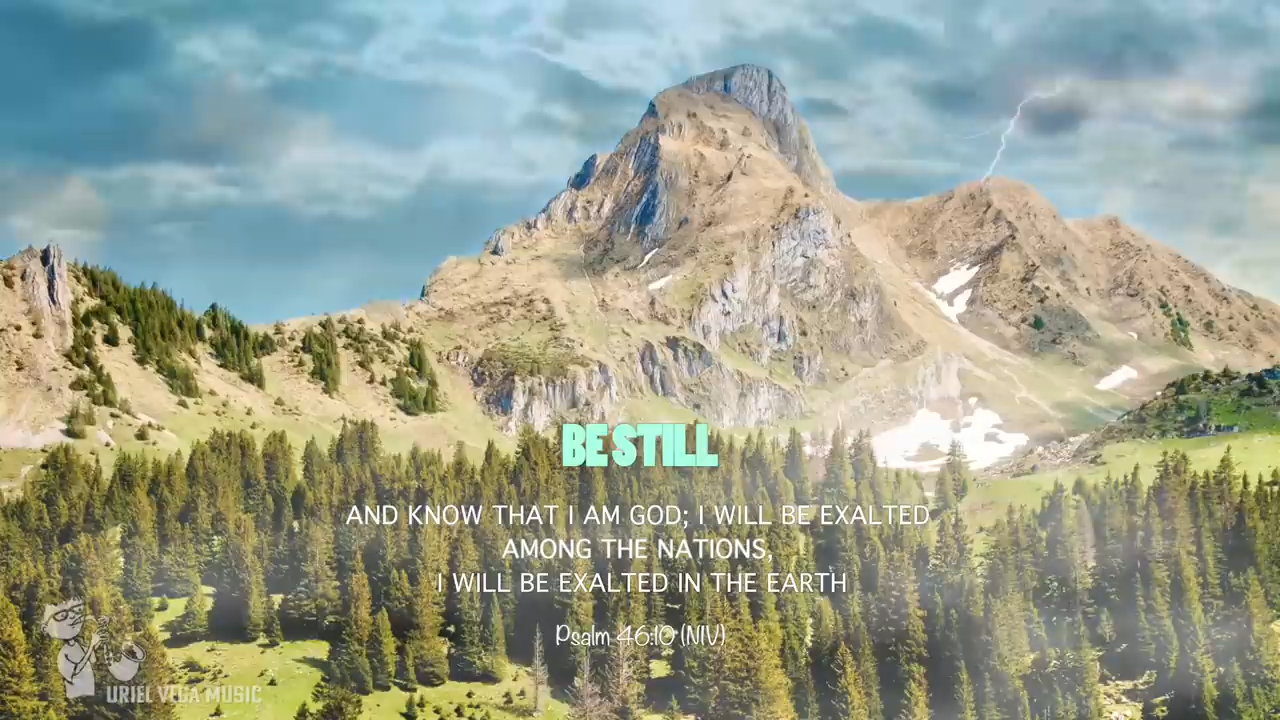 BE STILL
AND KNOW THAT I AM GOD; I WILL BE EXALTED
AMONG THE NATIONS,
I WILL BE EXALTED IN THE EARTH
Psalm 46:10 (NIV)
URIEL VEGA MUSIC